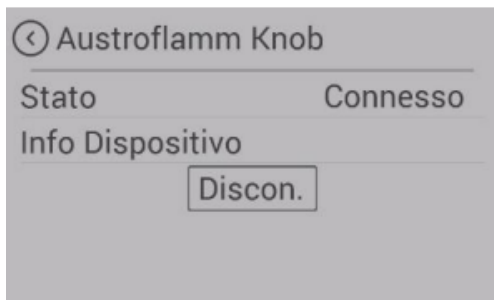 Austroflamm Knob
Stato Connesso
Info Dispositivo
Discon.